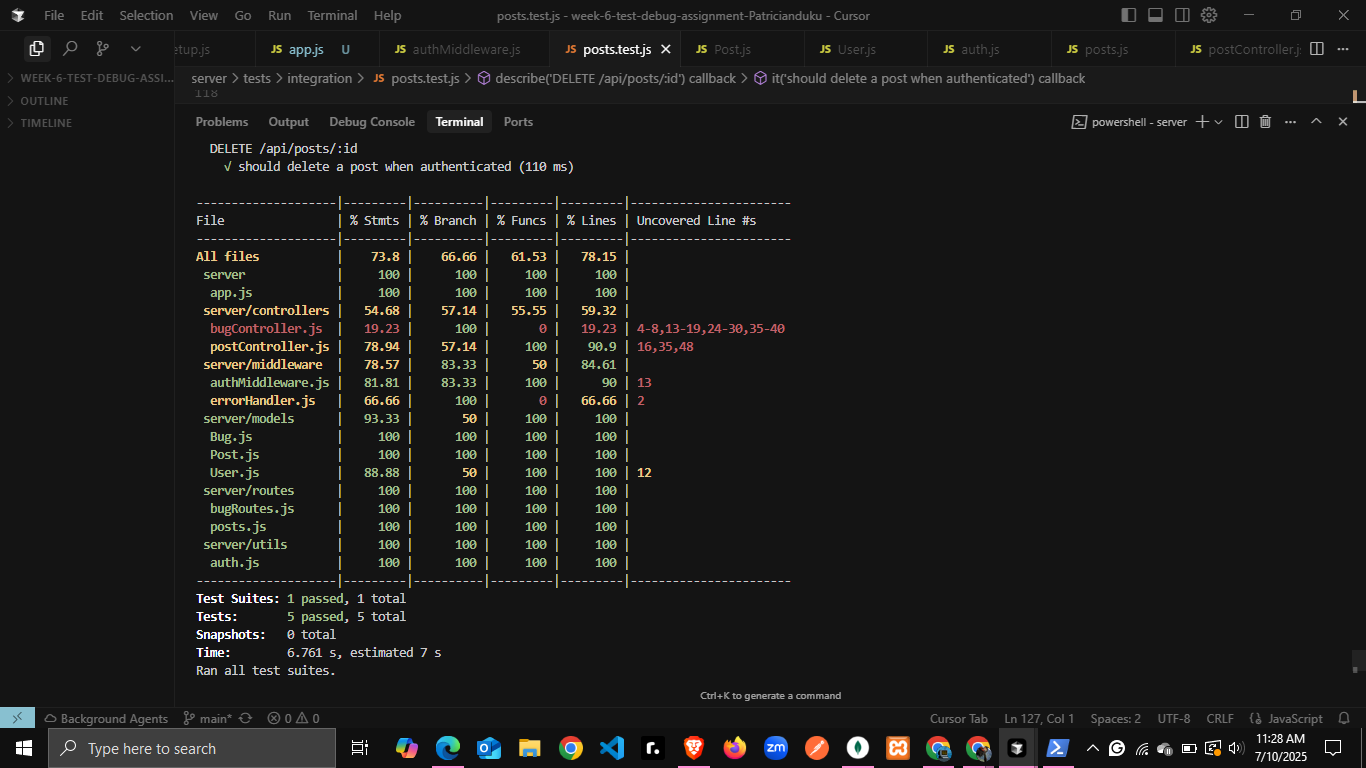 File Edit Selection View Go Run Terminal Help posts.test.js - week-6-test-debug-assignment-Patricianduku - Cursor
etup.js JS app.js U JS authMiddleware.js JS posts.test.js JS Post.js JS User.js JS auth.js JS posts.js JS postController.j
WEEK-6-TEST-DEBUG-ASSI...
OUTLINE
TIMELINE
server > tests > integration > JS posts.test.js > describe('DELETE /api/posts/:id') callback > it('should delete a post when authenticated') callback
118
Problems Output Debug Console Terminal Ports powershell - server
DELETE /api/posts/:id
√ should delete a post when authenticated (110 ms)
--------------------|---------|----------|---------|---------|-----------------------
File | % Stmts | % Branch | % Funcs | % Lines | Uncovered Line #s
--------------------|---------|----------|---------|---------|-----------------------
All files | 73.8 | 66.66 | 61.53 | 78.15 |
server | 100 | 100 | 100 | 100 |
app.js | 100 | 100 | 100 | 100 |
server/controllers | 54.68 | 57.14 | 55.55 | 59.32 |
bugController.js | 19.23 | 100 | 0 | 19.23 | 4-8,13-19,24-30,35-40
postController.js | 78.94 | 57.14 | 100 | 90.9 | 16,35,48
server/middleware | 78.57 | 83.33 | 50 | 84.61 |
authMiddleware.js | 81.81 | 83.33 | 100 | 90 | 13
errorHandler.js | 66.66 | 100 | 0 | 66.66 | 2
server/models | 93.33 | 50 | 100 | 100 |
Bug.js | 100 | 100 | 100 | 100 |
Post.js | 100 | 100 | 100 | 100 |
User.js | 88.88 | 50 | 100 | 100 | 12
server/routes | 100 | 100 | 100 | 100 |
bugRoutes.js | 100 | 100 | 100 | 100 |
posts.js | 100 | 100 | 100 | 100 |
server/utils | 100 | 100 | 100 | 100 |
auth.js | 100 | 100 | 100 | 100 |
--------------------|---------|----------|---------|---------|-----------------------
Test Suites: 1 passed, 1 total
Tests: 5 passed, 5 total
Snapshots: 0 total
Time: 6.761 s, estimated 7 s
Ran all test suites.
Ctrl+K to generate a command
Background Agents main* 0 0 Cursor Tab Ln 127, Col 1 Spaces: 2 UTF-8 CRLF JavaScript
Type here to search r. zm G 11:28 AM
7/10/2025